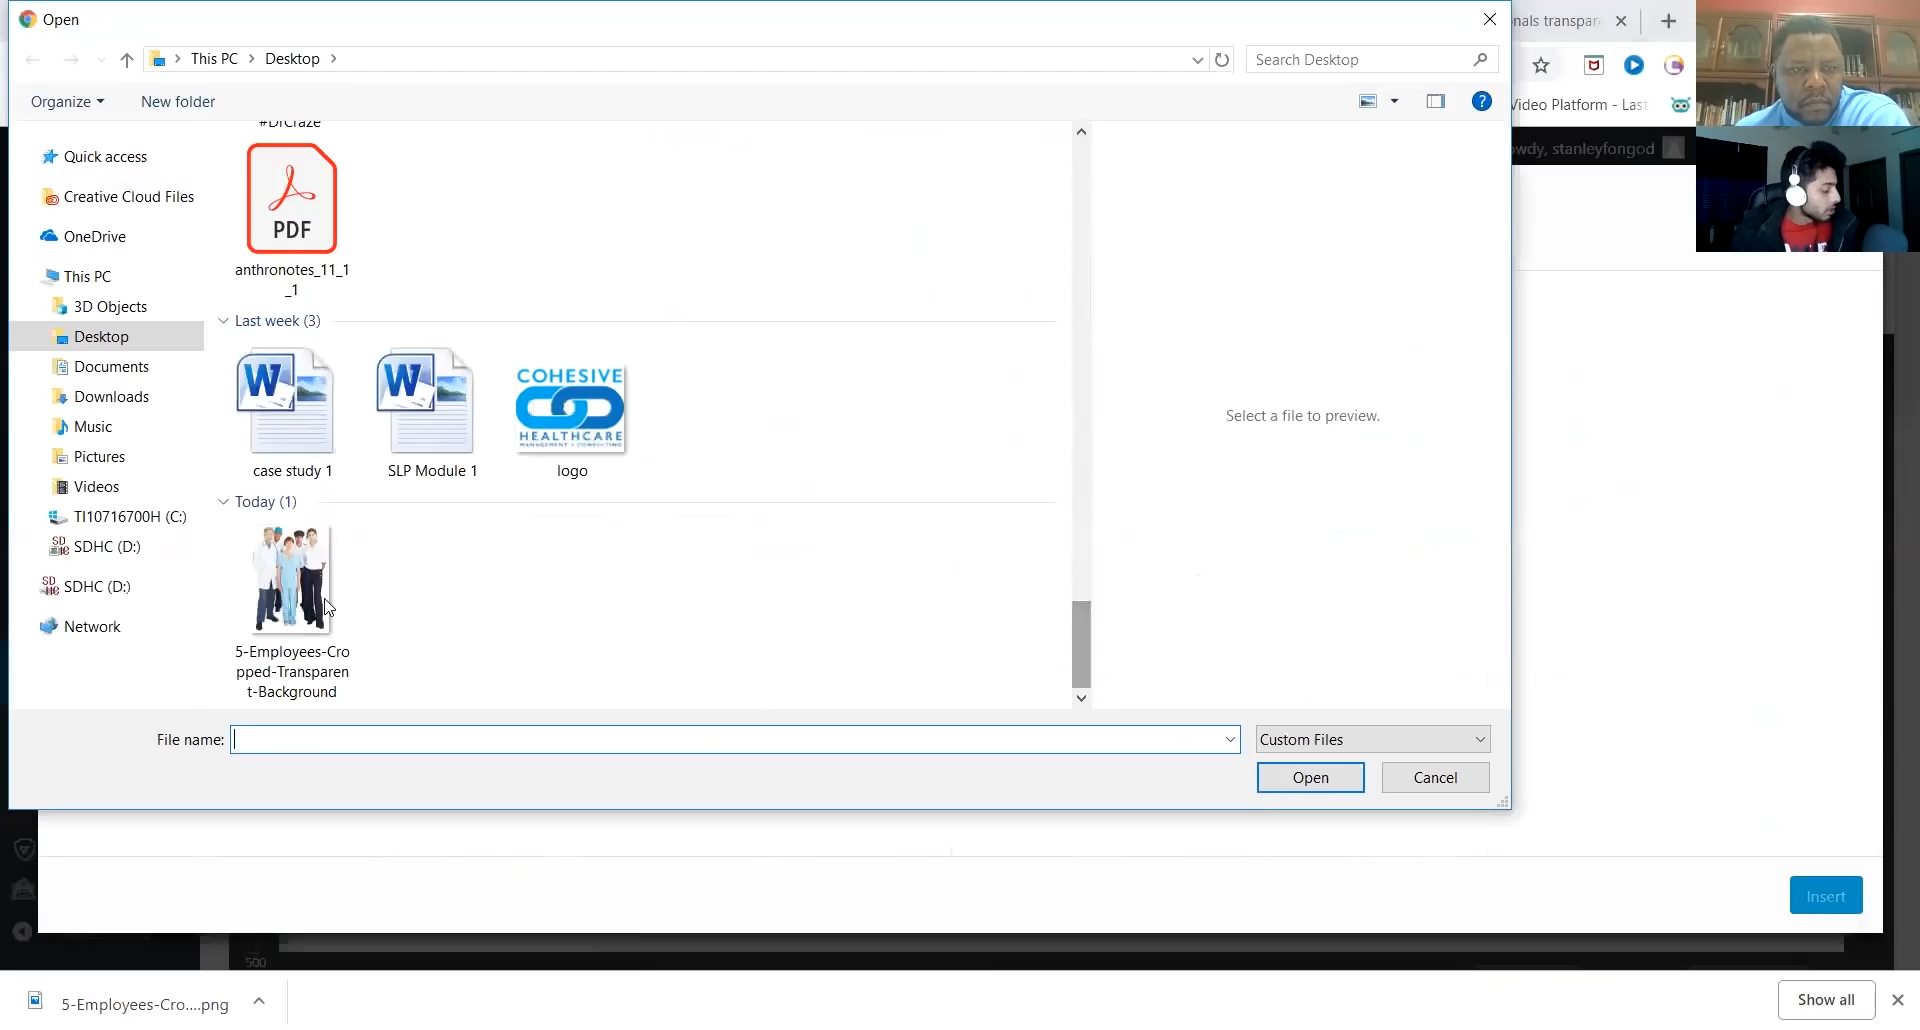 Open
nals transpar
This PC
Desktop
Search Desktop
Organize
New folder
Video Platform - Last
#DrCraze
owdy, stanleyfongod
Quick access
Creative Cloud Files
OneDrive
This PC
3D Objects
Desktop
Documents
Downloads
Music
Pictures
Videos
TI10716700H (C:)
SDHC (D:)
SDHC (D:)
Network
PDF
anthronotes_11_1
_1
Last week (3)
W
W
COHESIVE
HEALTHCARE
MANAGEMENT + CONSULTING
case study 1
SLP Module 1
logo
Today (1)
5-Employees-Cro
pped-Transparen
t-Background
Select a file to preview.
File name:
Custom Files
Open
Cancel
Insert
500
5-Employees-Cro....png
Show all